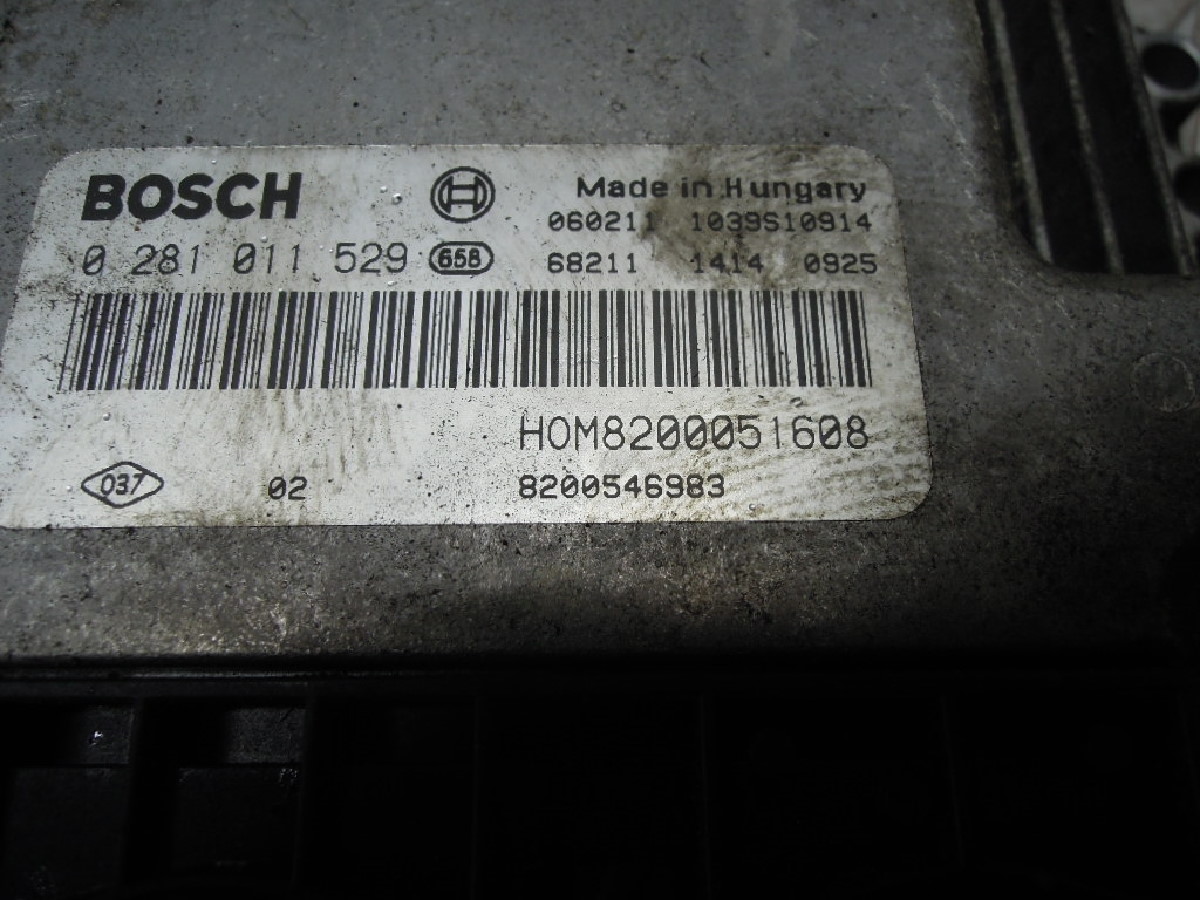 BOSCH
Made in Hungary
060211 1039S10914
0 281 011 529 658
68211 1414 0925
HOM8200051608
037 02 8200546983